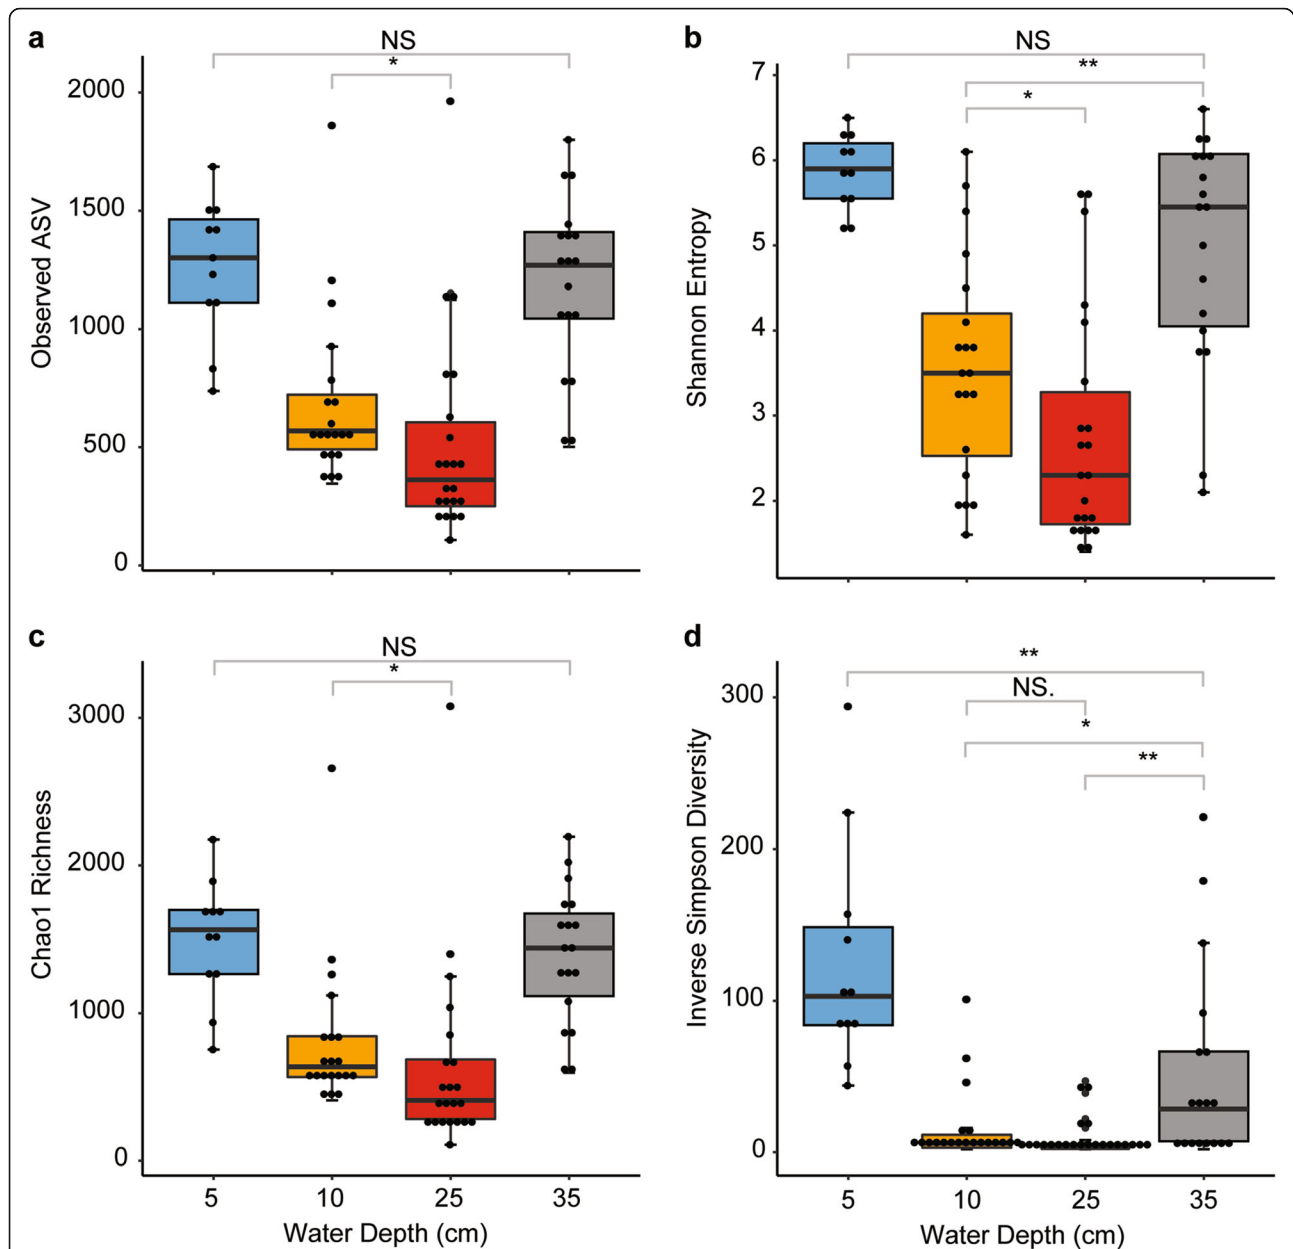 a
NS
*
2000
1500
1000
500
0
Observed ASV
b
NS
**
*
7
6
5
4
3
2
Shannon Entropy
c
NS
*
3000
2000
1000
0
Chao1 Richness
5 10 25 35
Water Depth (cm)
d
**
NS.
*
**
300
200
100
0
Inverse Simpson Diversity
5 10 25 35
Water Depth (cm)